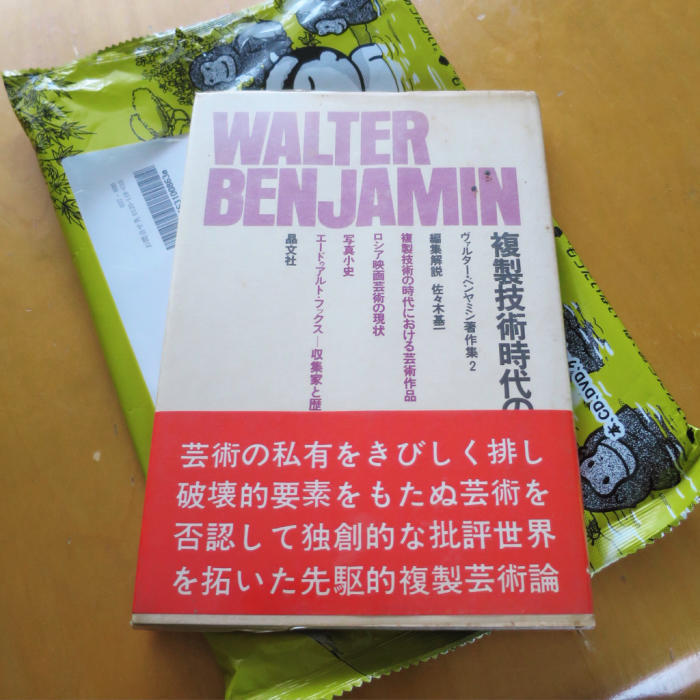 WALTER
BENJAMIN
複製技術時代の
ヴァルター・ベンヤミン著作集2
編集解説 佐々木基一
複製技術の時代における芸術作品
ロシア映画芸術の現状
写真小史
エードゥアルト・フックス—収集家と歴
晶文社
芸術の私有をきびしく排し
破壊的要素をもたぬ芸術を
否認して独創的な批評世界
を拓いた先駆的複製芸術論
本、CD・DVD、